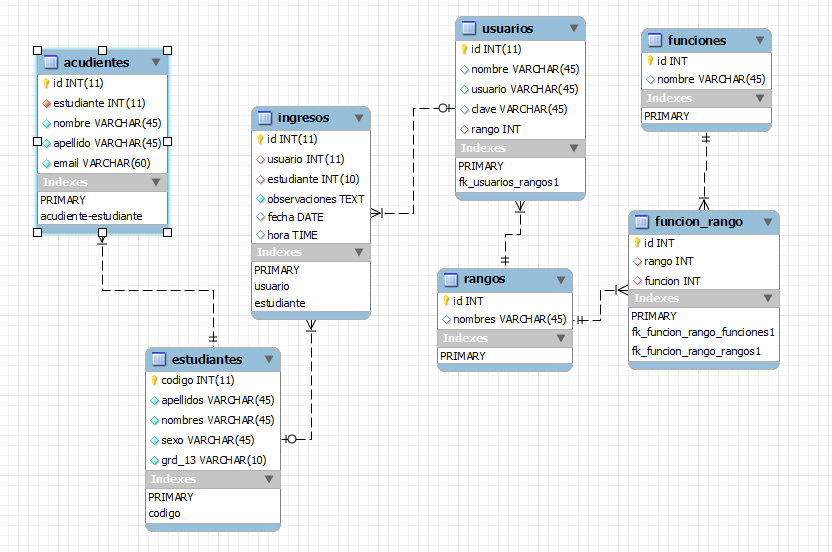 acudientes
id INT(11)
estudiante INT(11)
nombre VARCHAR(45)
apellido VARCHAR(45)
email VARCHAR(60)
Indexes
PRIMARY
acudiente-estudiante
ingresos
id INT(11)
usuario INT(11)
estudiante INT(10)
observaciones TEXT
fecha DATE
hora TIME
Indexes
PRIMARY
usuario
estudiante
usuarios
id INT(11)
nombre VARCHAR(45)
usuario VARCHAR(45)
clave VARCHAR(45)
rango INT
Indexes
PRIMARY
fk_usuarios_rangos1
funciones
id INT
nombre VARCHAR(45)
Indexes
PRIMARY
funcion_rango
id INT
rango INT
funcion INT
Indexes
PRIMARY
fk_funcion_rango_funciones1
fk_funcion_rango_rangos1
rangos
id INT
nombres VARCHAR(45)
Indexes
PRIMARY
estudiantes
codigo INT(11)
apellidos VARCHAR(45)
nombres VARCHAR(45)
sexo VARCHAR(45)
grd_13 VARCHAR(10)
Indexes
PRIMARY
codigo